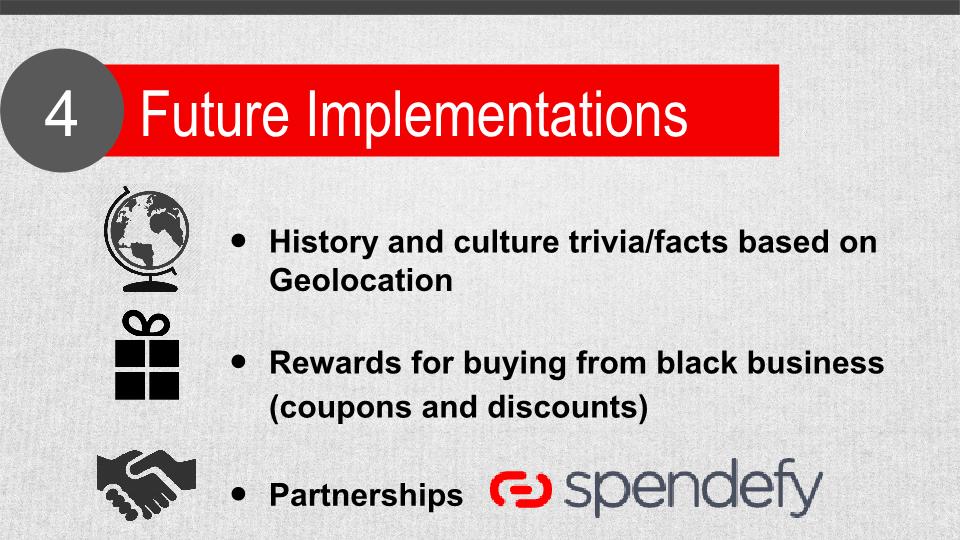 4
Future Implementations
• History and culture trivia/facts based on
Geolocation
• Rewards for buying from black business
(coupons and discounts)
• Partnerships
spendefy